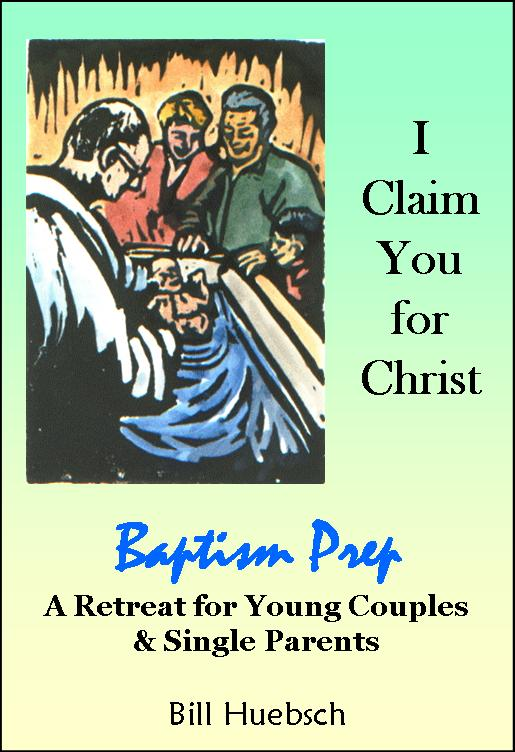 I
Claim
You
for
Christ
Baptism Prep
A Retreat for Young Couples
& Single Parents
Bill Huebsch